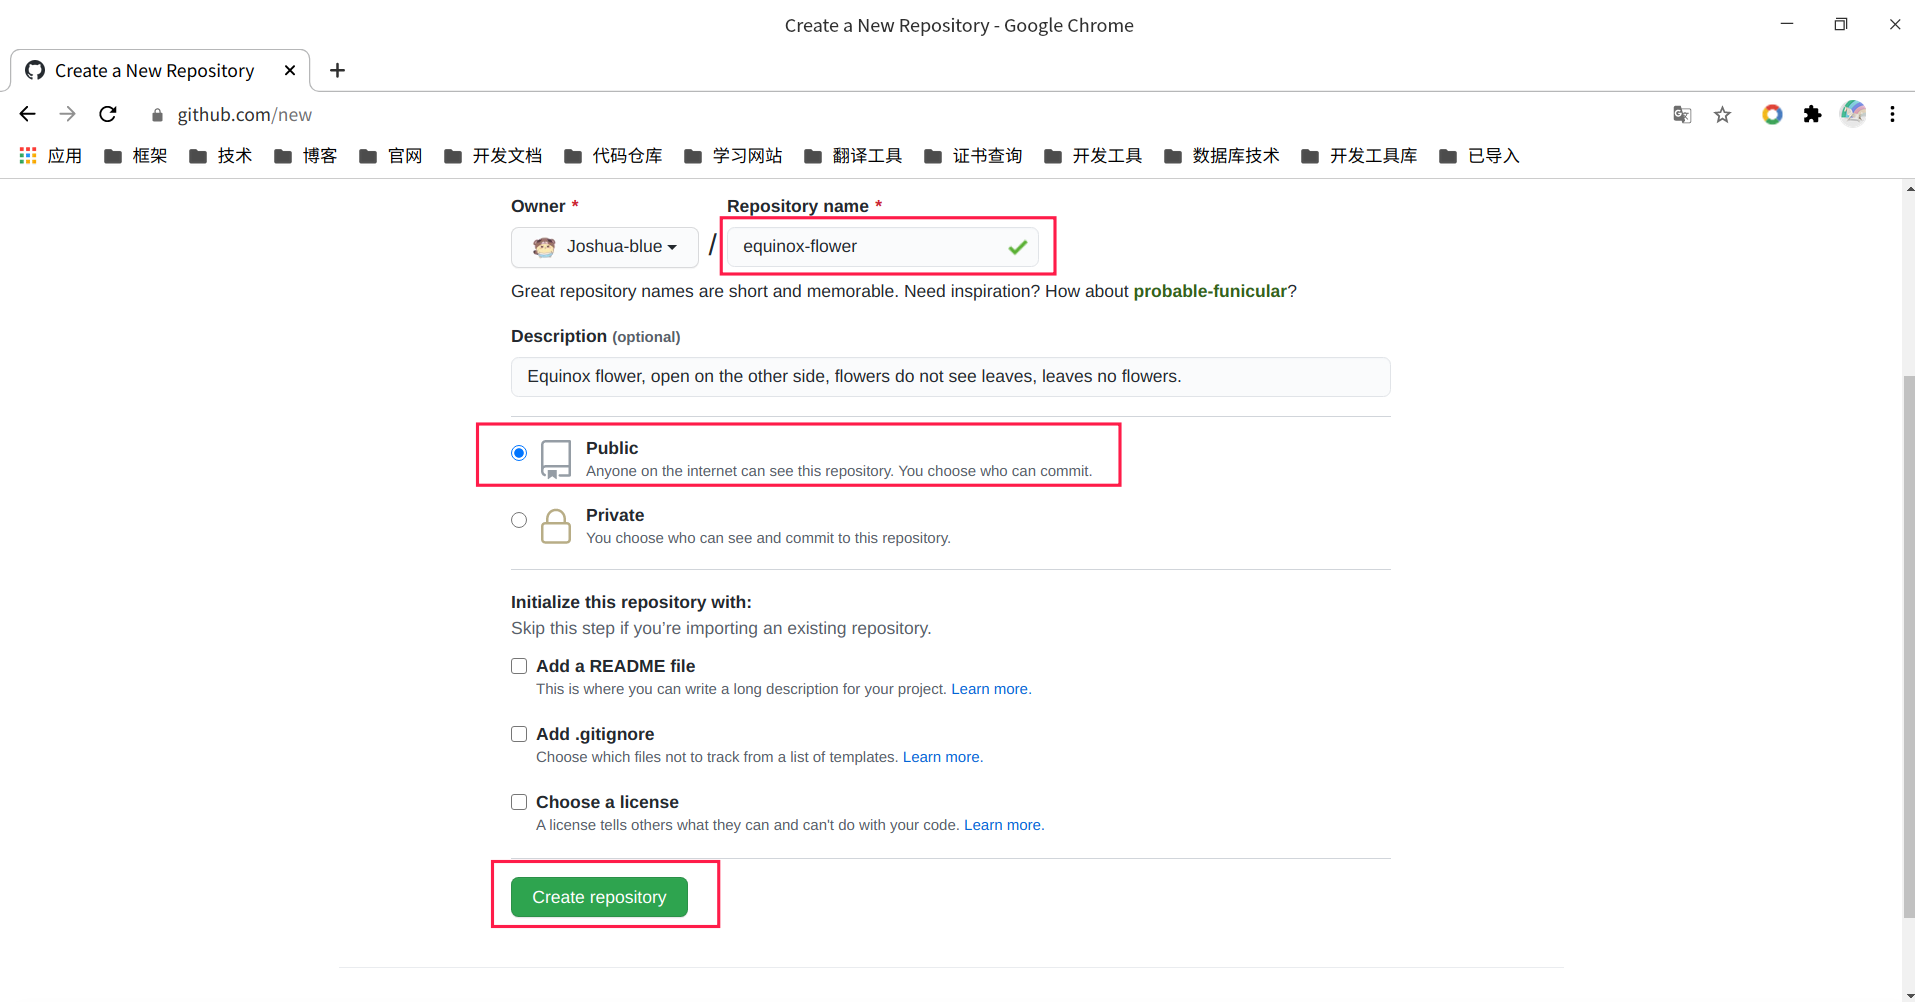 Create a New Repository - Google Chrome
Create a New Repository
github.com/new
应用 框架 技术 博客 官网 开发文档 代码仓库 学习网站 翻译工具 证书查询 开发工具 数据库技术 开发工具库 已导入
Owner * Repository name *
Joshua-blue / equinox-flower
Great repository names are short and memorable. Need inspiration? How about probable-funicular?
Description (optional)
Equinox flower, open on the other side, flowers do not see leaves, leaves no flowers.
Public
Anyone on the internet can see this repository. You choose who can commit.
Private
You choose who can see and commit to this repository.
Initialize this repository with:
Skip this step if you’re importing an existing repository.
Add a README file
This is where you can write a long description for your project. Learn more.
Add .gitignore
Choose which files not to track from a list of templates. Learn more.
Choose a license
A license tells others what they can and can't do with your code. Learn more.
Create repository